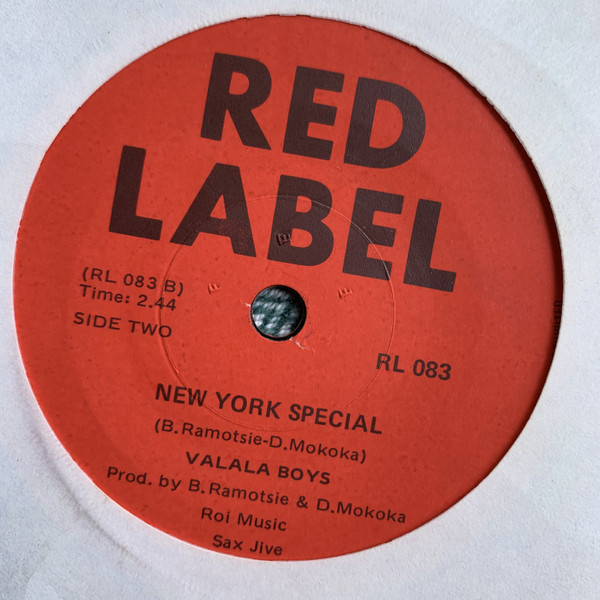 RED
LABEL
(RL 083 B)
Time: 2.44
SIDE TWO
RL 083
NEW YORK SPECIAL
(B.Ramotsie-D.Mokoka)
VALALA BOYS
Prod. by B.Ramotsie & D.Mokoka
Roi Music
Sax Jive